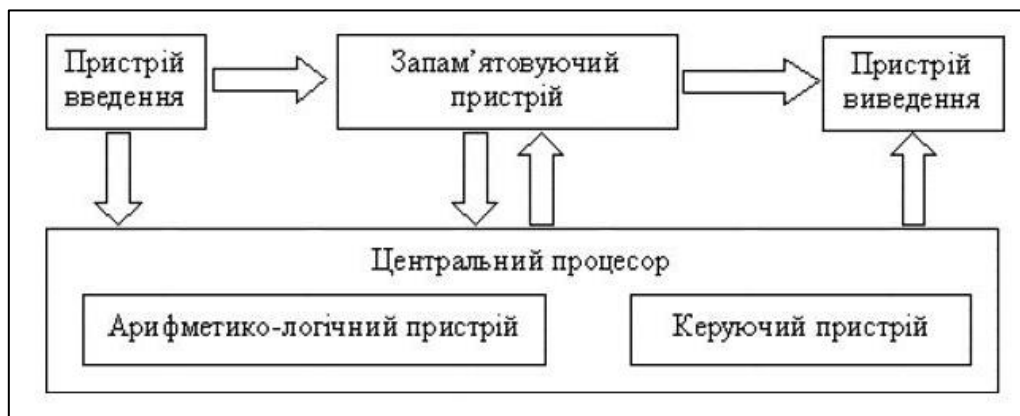 Пристрій
введення
Запам’ятовуючий
пристрій
Пристрій
виведення
Центральний процесор
Арифметико-логічний пристрій
Керуючий пристрій